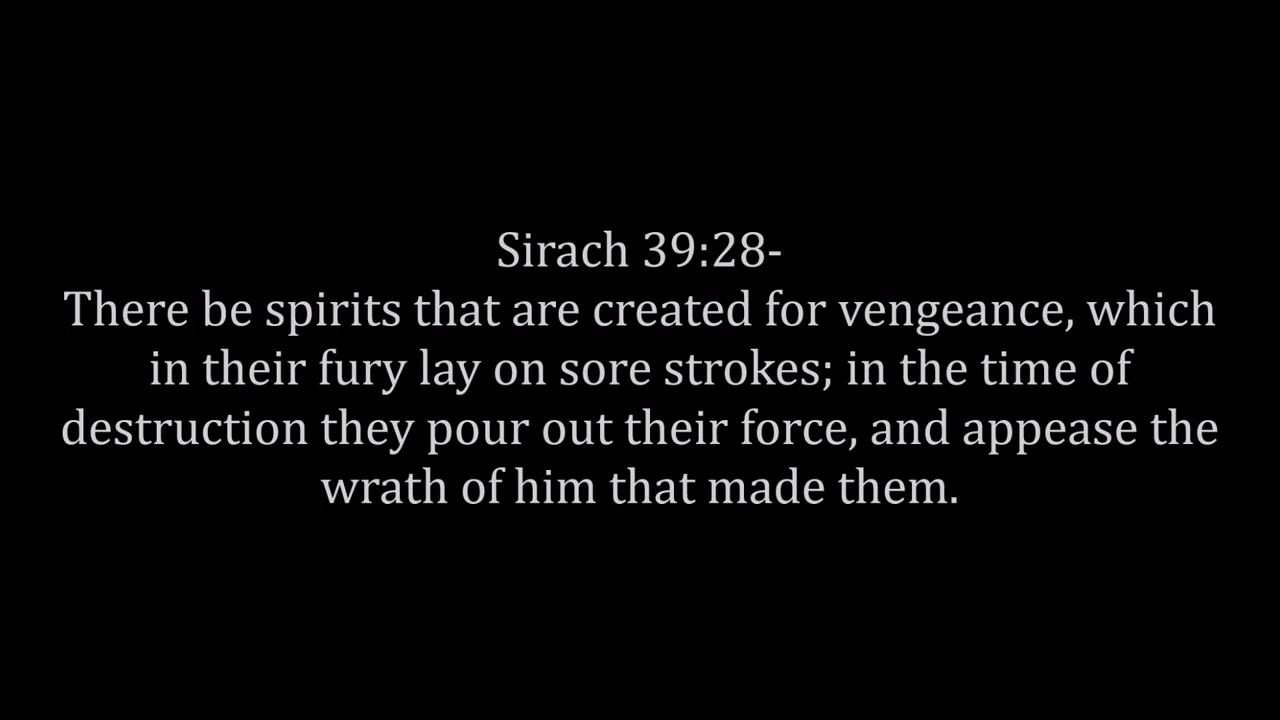 Sirach 39:28-
There be spirits that are created for vengeance, which
in their fury lay on sore strokes; in the time of
destruction they pour out their force, and appease the
wrath of him that made them.